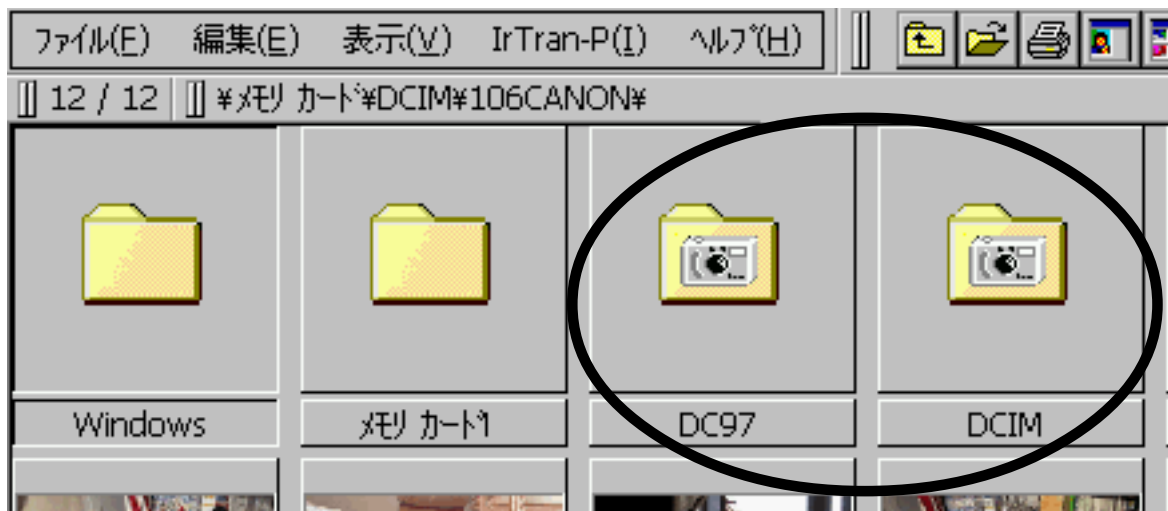 ﾌｧｲﾙ(F) 編集(E) 表示(V) IrTran-P(I) ﾍﾙﾌﾟ(H)
12 / 12 ¥ﾒﾓﾘ ｶｰﾄﾞ¥DCIM¥106CANON¥
Windows ﾒﾓﾘ ｶｰﾄﾞ1 DC97 DCIM